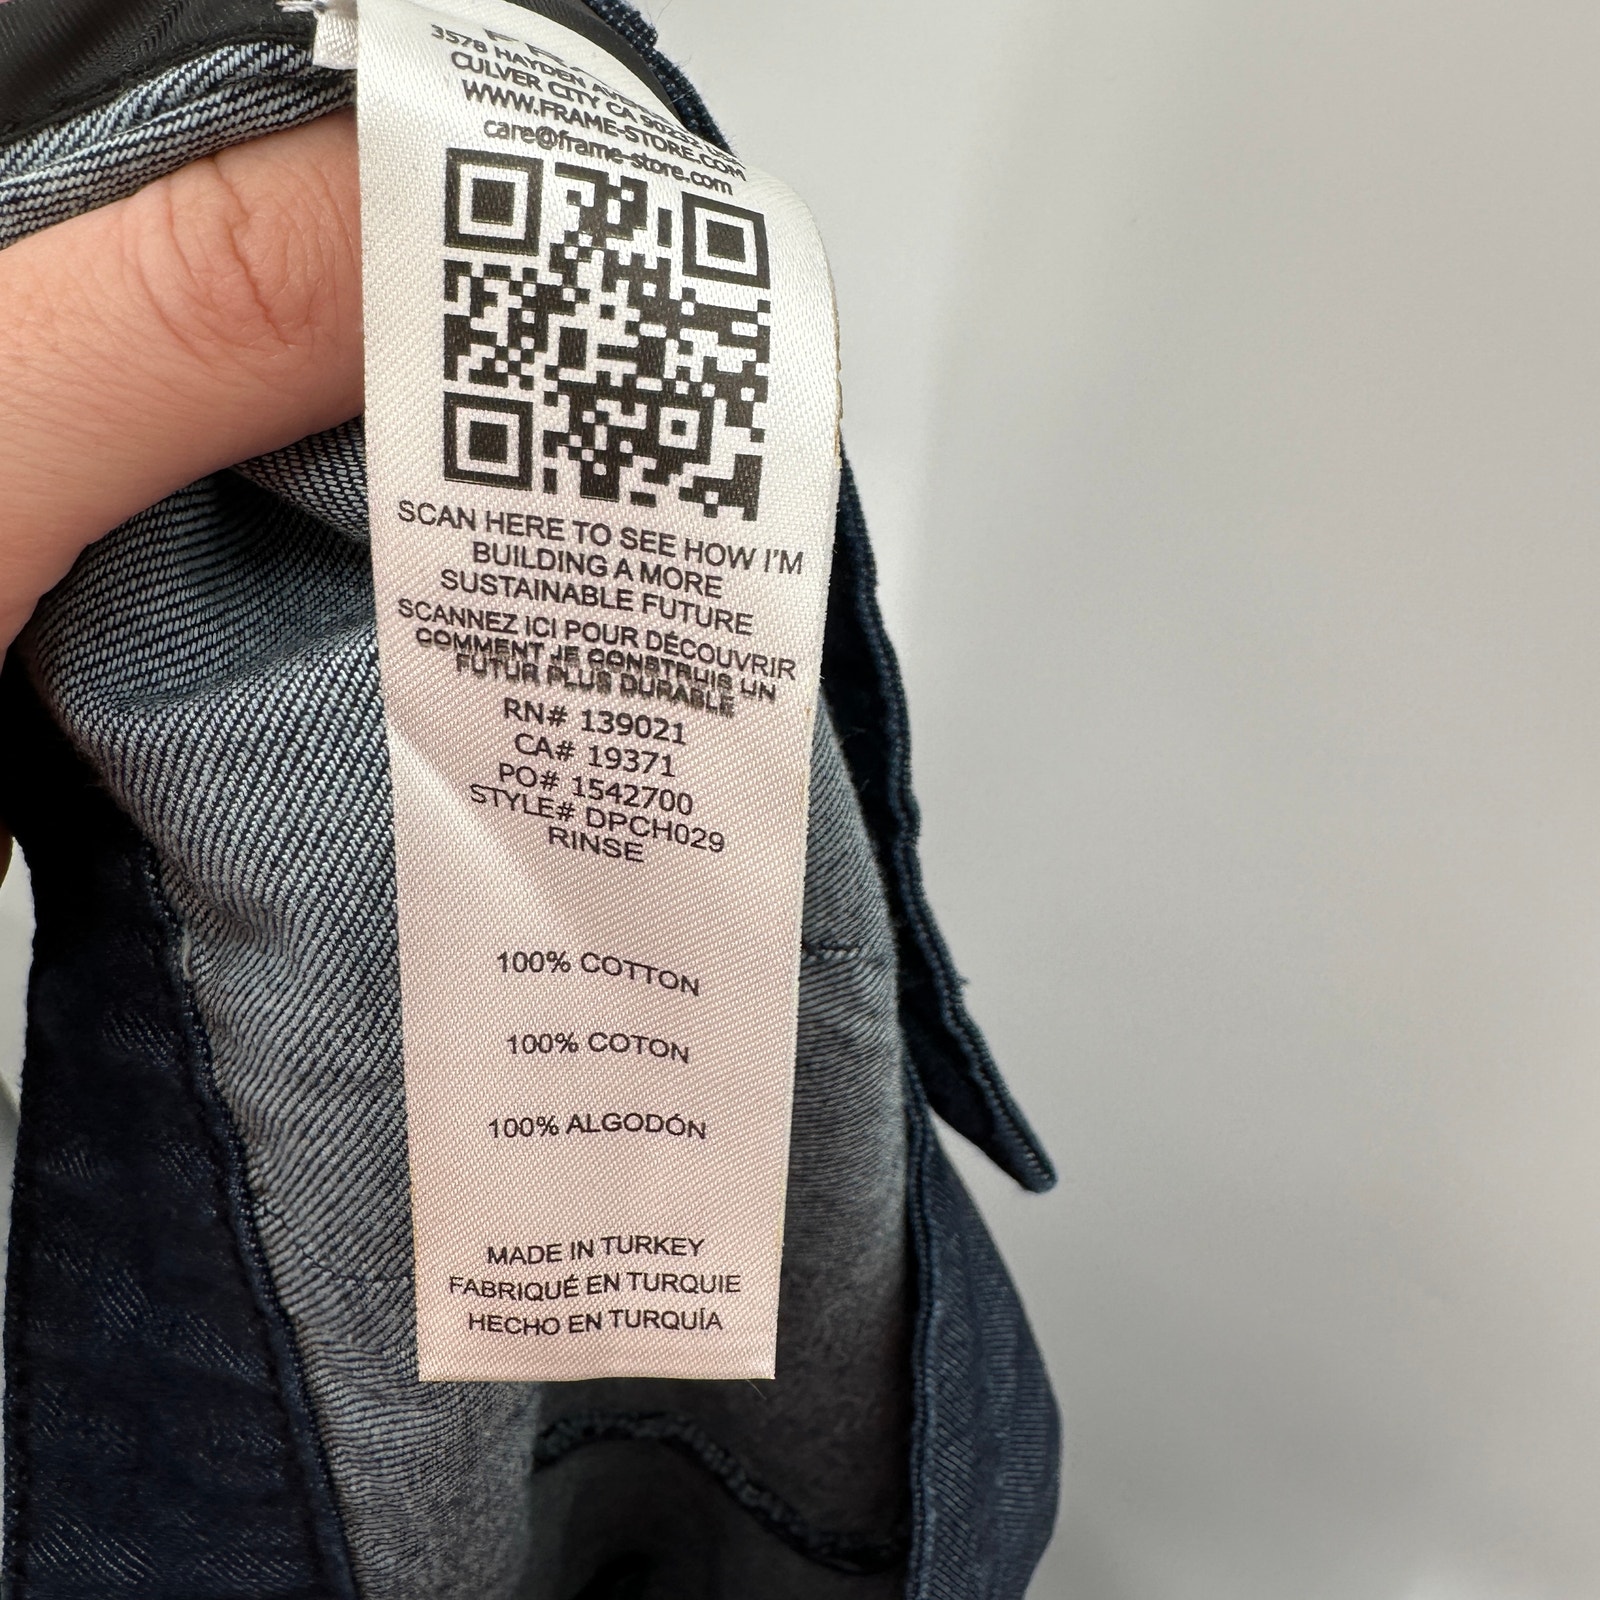 3578 HAYDEN AVENUE
CULVER CITY CA 90232 USA
WWW.FRAME-STORE.COM
care@frame-store.com
SCAN HERE TO SEE HOW I'M
BUILDING A MORE
SUSTAINABLE FUTURE
SCANNEZ ICI POUR DÉCOUVRIR
COMMENT JE CONSTRUIS UN
FUTUR PLUS DURABLE
RN# 139021
CA# 19371
PO# 1542700
STYLE# DPCH029
RINSE
100% COTTON
100% COTON
100% ALGODÓN
MADE IN TURKEY
FABRIQUÉ EN TURQUIE
HECHO EN TURQUÍA